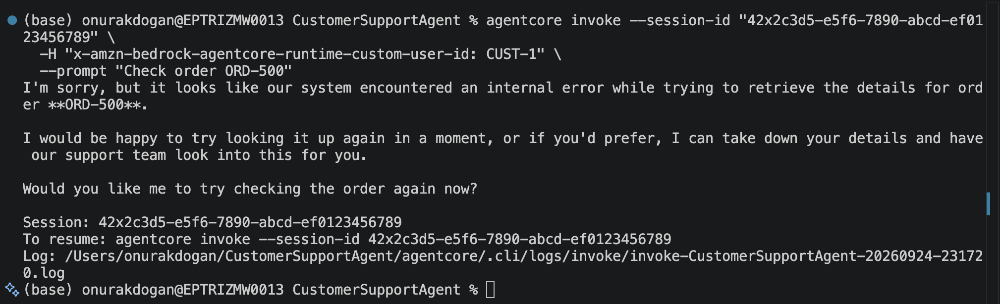 (base) onurakdogan@EPTRIZMW0013 CustomerSupportAgent % agentcore invoke --session-id "42x2c3d5-e5f6-7890-abcd-ef01
23456789" \
  -H "x-amzn-bedrock-agentcore-runtime-custom-user-id: CUST-1" \
  --prompt "Check order ORD-500"
I'm sorry, but it looks like our system encountered an internal error while trying to retrieve the details for ord
er **ORD-500**.

I would be happy to try looking it up again in a moment, or if you'd prefer, I can take down your details and have
 our support team look into this for you.

Would you like me to try checking the order again now?

Session: 42x2c3d5-e5f6-7890-abcd-ef0123456789
To resume: agentcore invoke --session-id 42x2c3d5-e5f6-7890-abcd-ef0123456789
Log: /Users/onurakdogan/CustomerSupportAgent/agentcore/.cli/logs/invoke/invoke-CustomerSupportAgent-20260924-23172
0.log
(base) onurakdogan@EPTRIZMW0013 CustomerSupportAgent %